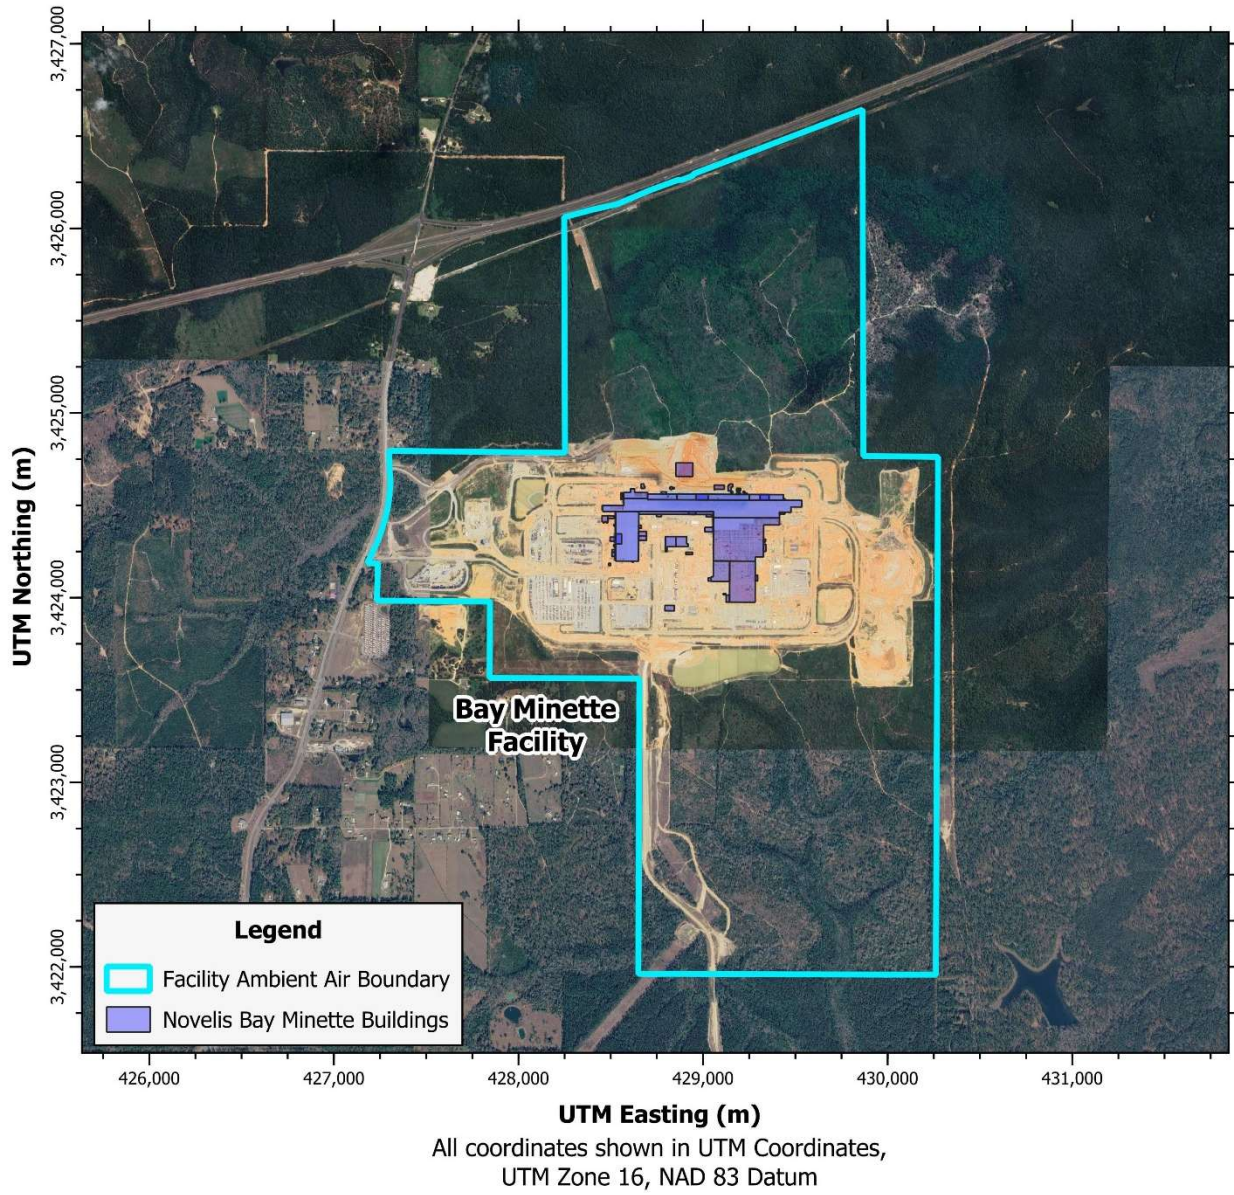 3,427,000
3,426,000
3,425,000
3,424,000
3,423,000
3,422,000
UTM Northing (m)
Bay Minette
Facility
Legend
Facility Ambient Air Boundary
Novelis Bay Minette Buildings
426,000 427,000 428,000 429,000 430,000 431,000
UTM Easting (m)
All coordinates shown in UTM Coordinates,
UTM Zone 16, NAD 83 Datum